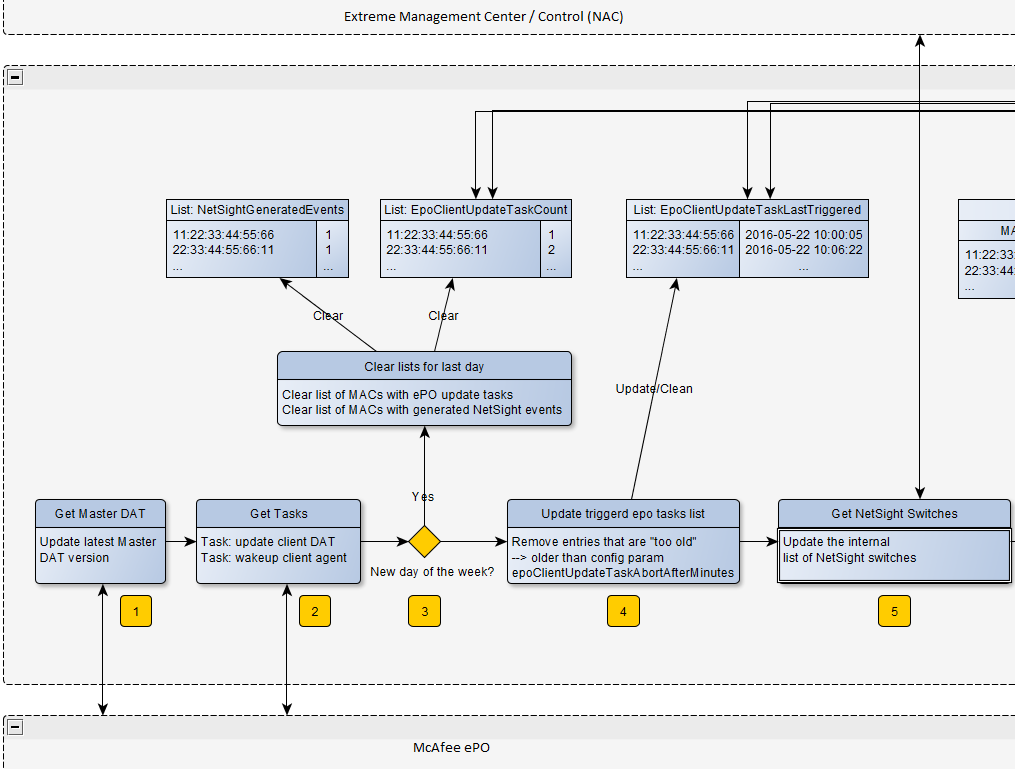 Extreme Management Center / Control (NAC)
List: NetSightGeneratedEvents
11:22:33:44:55:66 1
22:33:44:55:66:11 1
... ...
List: EpoClientUpdateTaskCount
11:22:33:44:55:66 1
22:33:44:55:66:11 2
... ...
List: EpoClientUpdateTaskLastTriggered
11:22:33:44:55:66 2016-05-22 10:00:05
22:33:44:55:66:11 2016-05-22 10:06:22
... ...
MA
11:22:33
22:33:44
...
Clear
Clear
Clear lists for last day
Clear list of MACs with ePO update tasks
Clear list of MACs with generated NetSight events
Update/Clean
Yes
Get Master DAT
Update latest Master
DAT version
Get Tasks
Task: update client DAT
Task: wakeup client agent
New day of the week?
Update triggerd epo tasks list
Remove entries that are "too old"
--> older than config param
epoClientUpdateTaskAbortAfterMinutes
Get NetSight Switches
Update the internal
list of NetSight switches
1
2
3
4
5
McAfee ePO